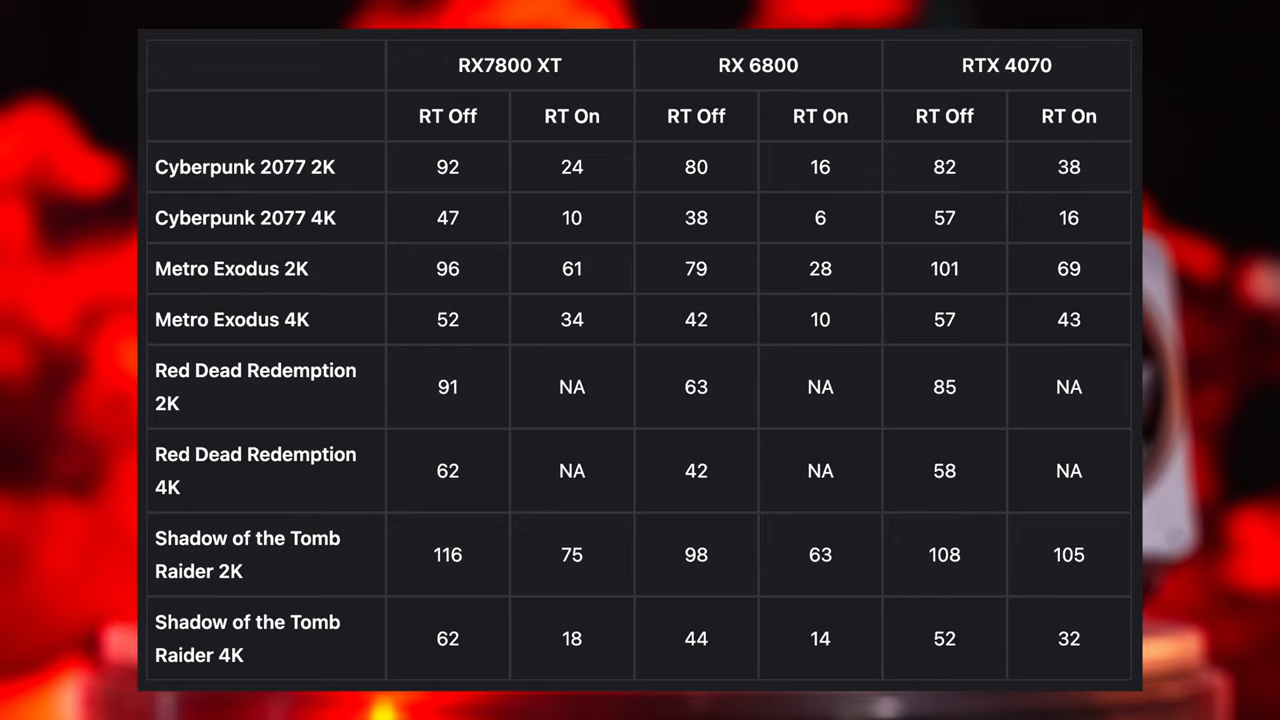 RX7800 XT RX 6800 RTX 4070
RT Off RT On RT Off RT On RT Off RT On
Cyberpunk 2077 2K 92 24 80 16 82 38
Cyberpunk 2077 4K 47 10 38 6 57 16
Metro Exodus 2K 96 61 79 28 101 69
Metro Exodus 4K 52 34 42 10 57 43
Red Dead Redemption
2K 91 NA 63 NA 85 NA
Red Dead Redemption
4K 62 NA 42 NA 58 NA
Shadow of the Tomb
Raider 2K 116 75 98 63 108 105
Shadow of the Tomb
Raider 4K 62 18 44 14 52 32